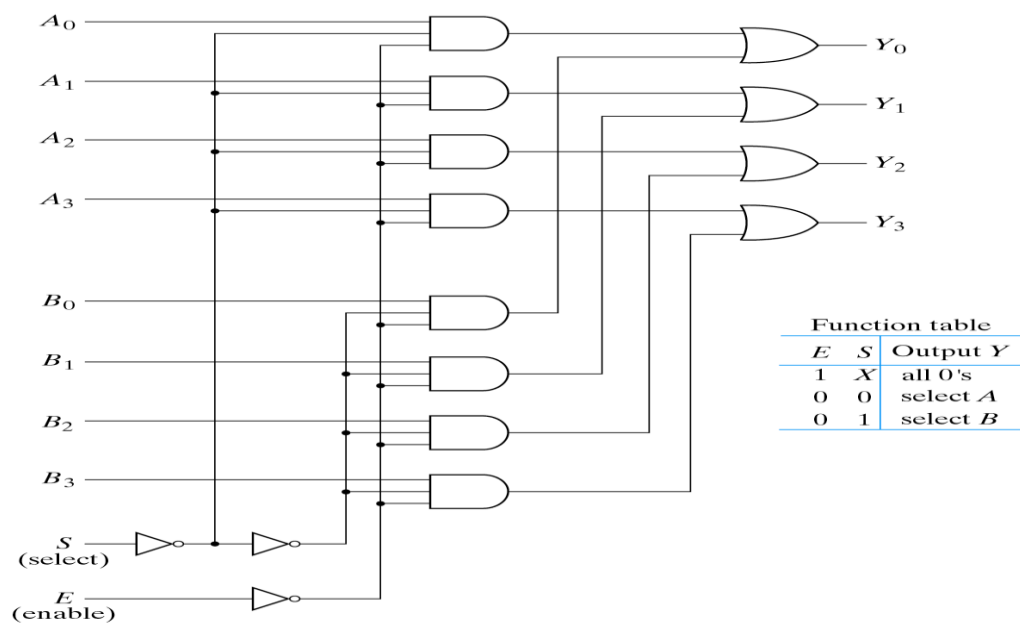 A0
Y0
A1
Y1
A2
Y2
A3
Y3
B0
B1
B2
B3
S
(select)
E
(enable)
Function table
E S Output Y
1 X all 0's
0 0 select A
0 1 select B